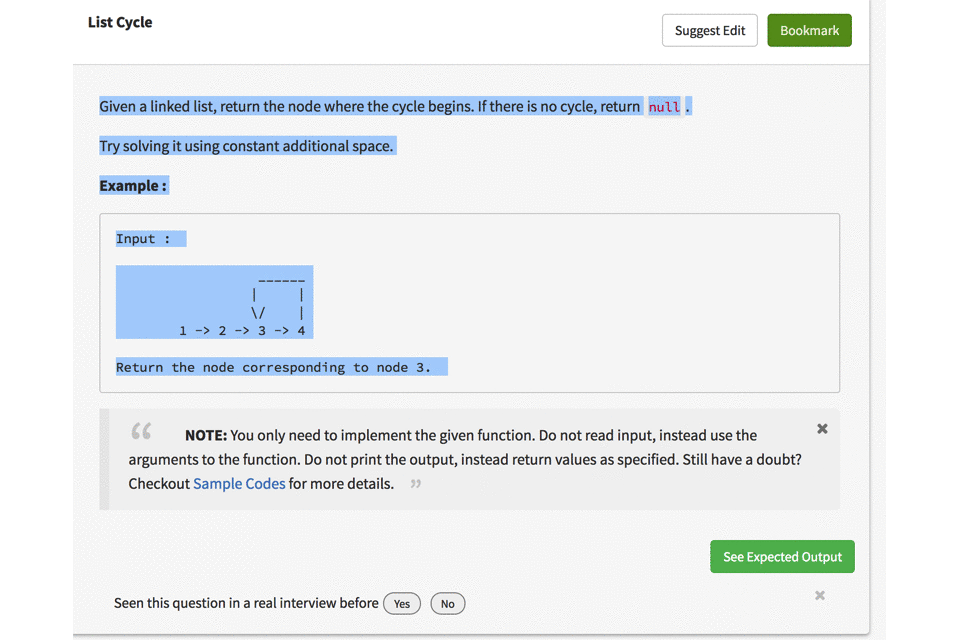 List Cycle
Suggest Edit
Bookmark
Given a linked list, return the node where the cycle begins. If there is no cycle, return null .
Try solving it using constant additional space.
Example :
Input :
                  ______
                 |     |
                 \/    |
        1 -> 2 -> 3 -> 4
Return the node corresponding to node 3.
“ NOTE: You only need to implement the given function. Do not read input, instead use the
arguments to the function. Do not print the output, instead return values as specified. Still have a doubt?
Checkout Sample Codes for more details. ”
See Expected Output
Seen this question in a real interview before Yes No